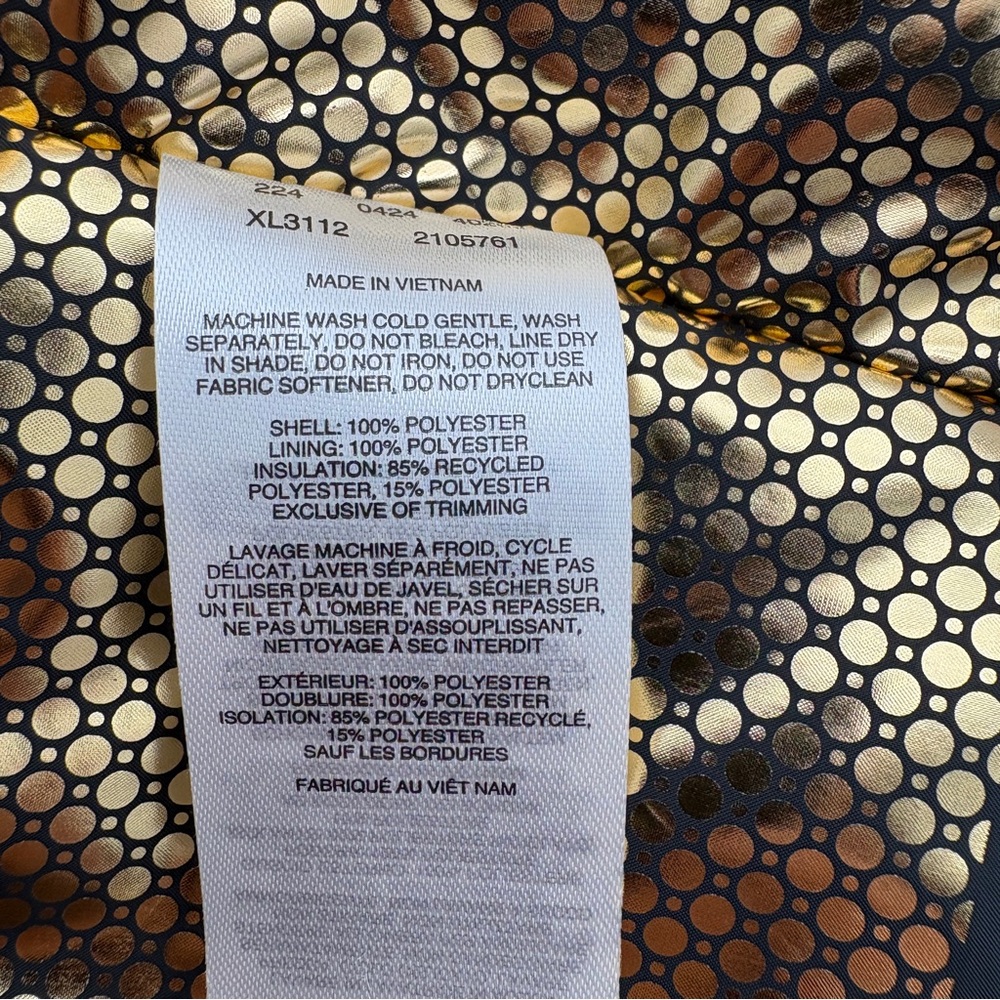 224 0424
XL3112 2105761
MADE IN VIETNAM
MACHINE WASH COLD GENTLE, WASH
SEPARATELY, DO NOT BLEACH, LINE DRY
IN SHADE, DO NOT IRON, DO NOT USE
FABRIC SOFTENER, DO NOT DRYCLEAN
SHELL: 100% POLYESTER
LINING: 100% POLYESTER
INSULATION: 85% RECYCLED
POLYESTER, 15% POLYESTER
EXCLUSIVE OF TRIMMING
LAVAGE MACHINE À FROID, CYCLE
DÉLICAT, LAVER SÉPARÉMENT, NE PAS
UTILISER D'EAU DE JAVEL, SÉCHER SUR
UN FIL ET À L'OMBRE, NE PAS REPASSER,
NE PAS UTILISER D'ASSOUPLISSANT,
NETTOYAGE À SEC INTERDIT
EXTÉRIEUR: 100% POLYESTER
DOUBLURE: 100% POLYESTER
ISOLATION: 85% POLYESTER RECYCLÉ,
15% POLYESTER
SAUF LES BORDURES
FABRIQUÉ AU VIÊT NAM